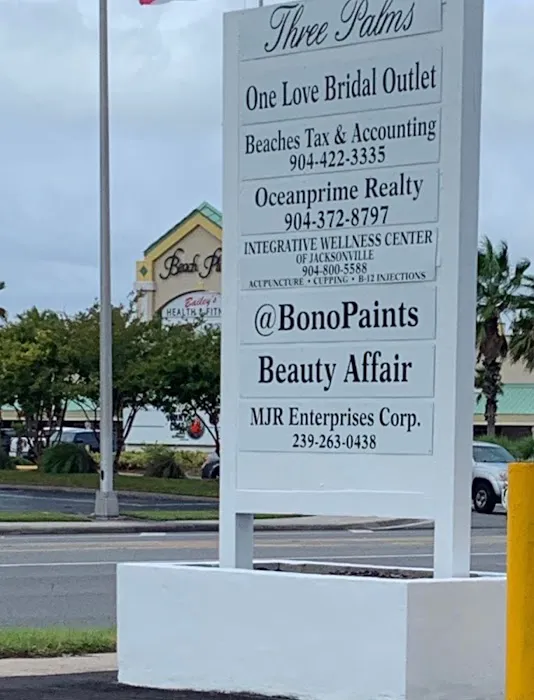 Three Palms
One Love Bridal Outlet
Beaches Tax & Accounting
904-422-3335
Oceanprime Realty
904-372-8797
INTEGRATIVE WELLNESS CENTER
OF JACKSONVILLE
904-800-5588
ACUPUNCTURE • CUPPING • B-12 INJECTIONS
@BonoPaints
Beauty Affair
MJR Enterprises Corp.
239-263-0438
Beach
Bailey's
HEALTH & FITN